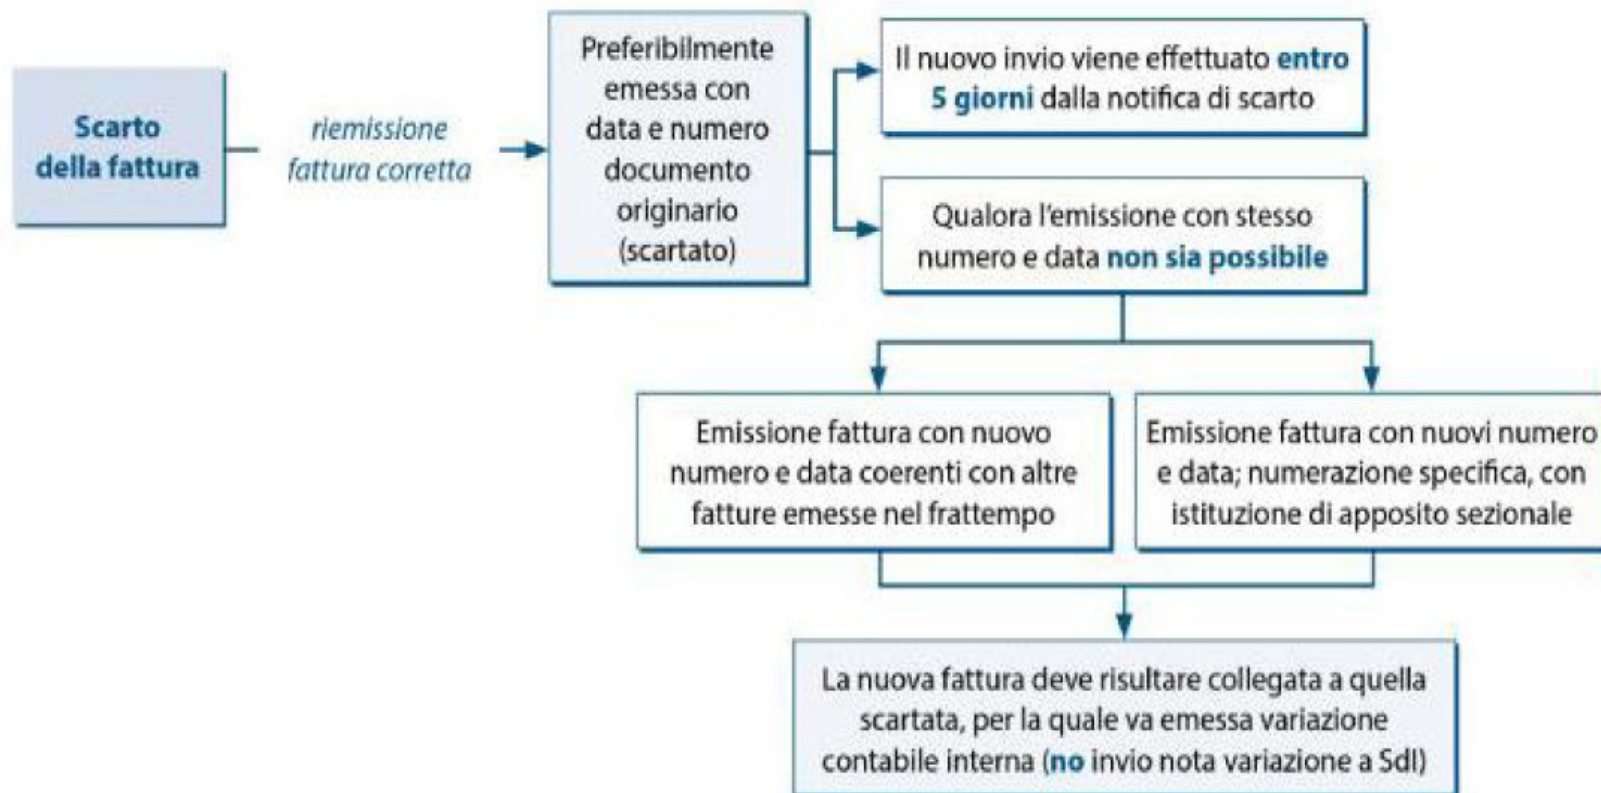 Scarto
della fattura
riemissione
fattura corretta
Preferibilmente
emessa con
data e numero
documento
originario
(scartato)
Il nuovo invio viene effettuato entro
5 giorni dalla notifica di scarto
Qualora l'emissione con stesso
numero e data non sia possibile
Emissione fattura con nuovo
numero e data coerenti con altre
fatture emesse nel frattempo
Emissione fattura con nuovi numero
e data; numerazione specifica, con
istituzione di apposito sezionale
La nuova fattura deve risultare collegata a quella
scartata, per la quale va emessa variazione
contabile interna (no invio nota variazione a SdI)